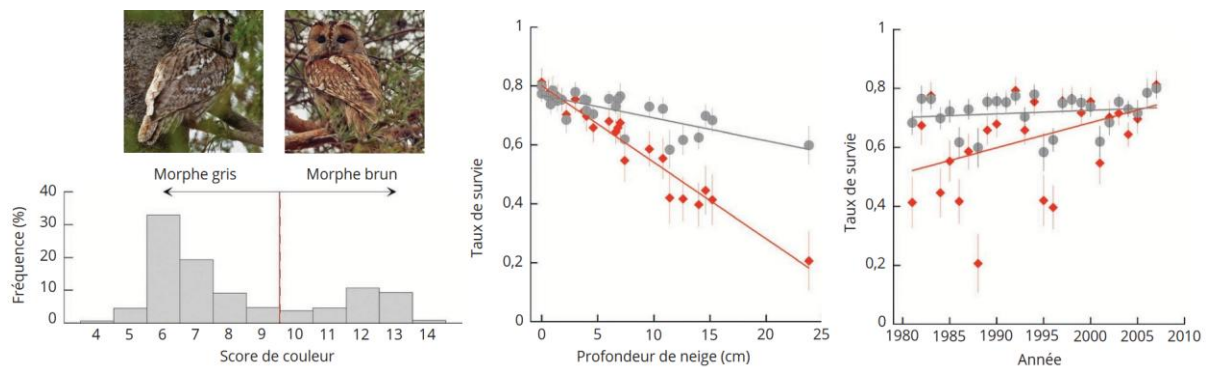 Morphe gris
Morphe brun
Fréquence (%)
40
30
20
10
0
4 5 6 7 8 9 10 11 12 13 14
Score de couleur
Taux de survie
1
0,8
0,6
0,4
0,2
0
0 5 10 15 20 25
Profondeur de neige (cm)
Taux de survie
1
0,8
0,6
0,4
0,2
0
1980 1985 1990 1995 2000 2005 2010
Année